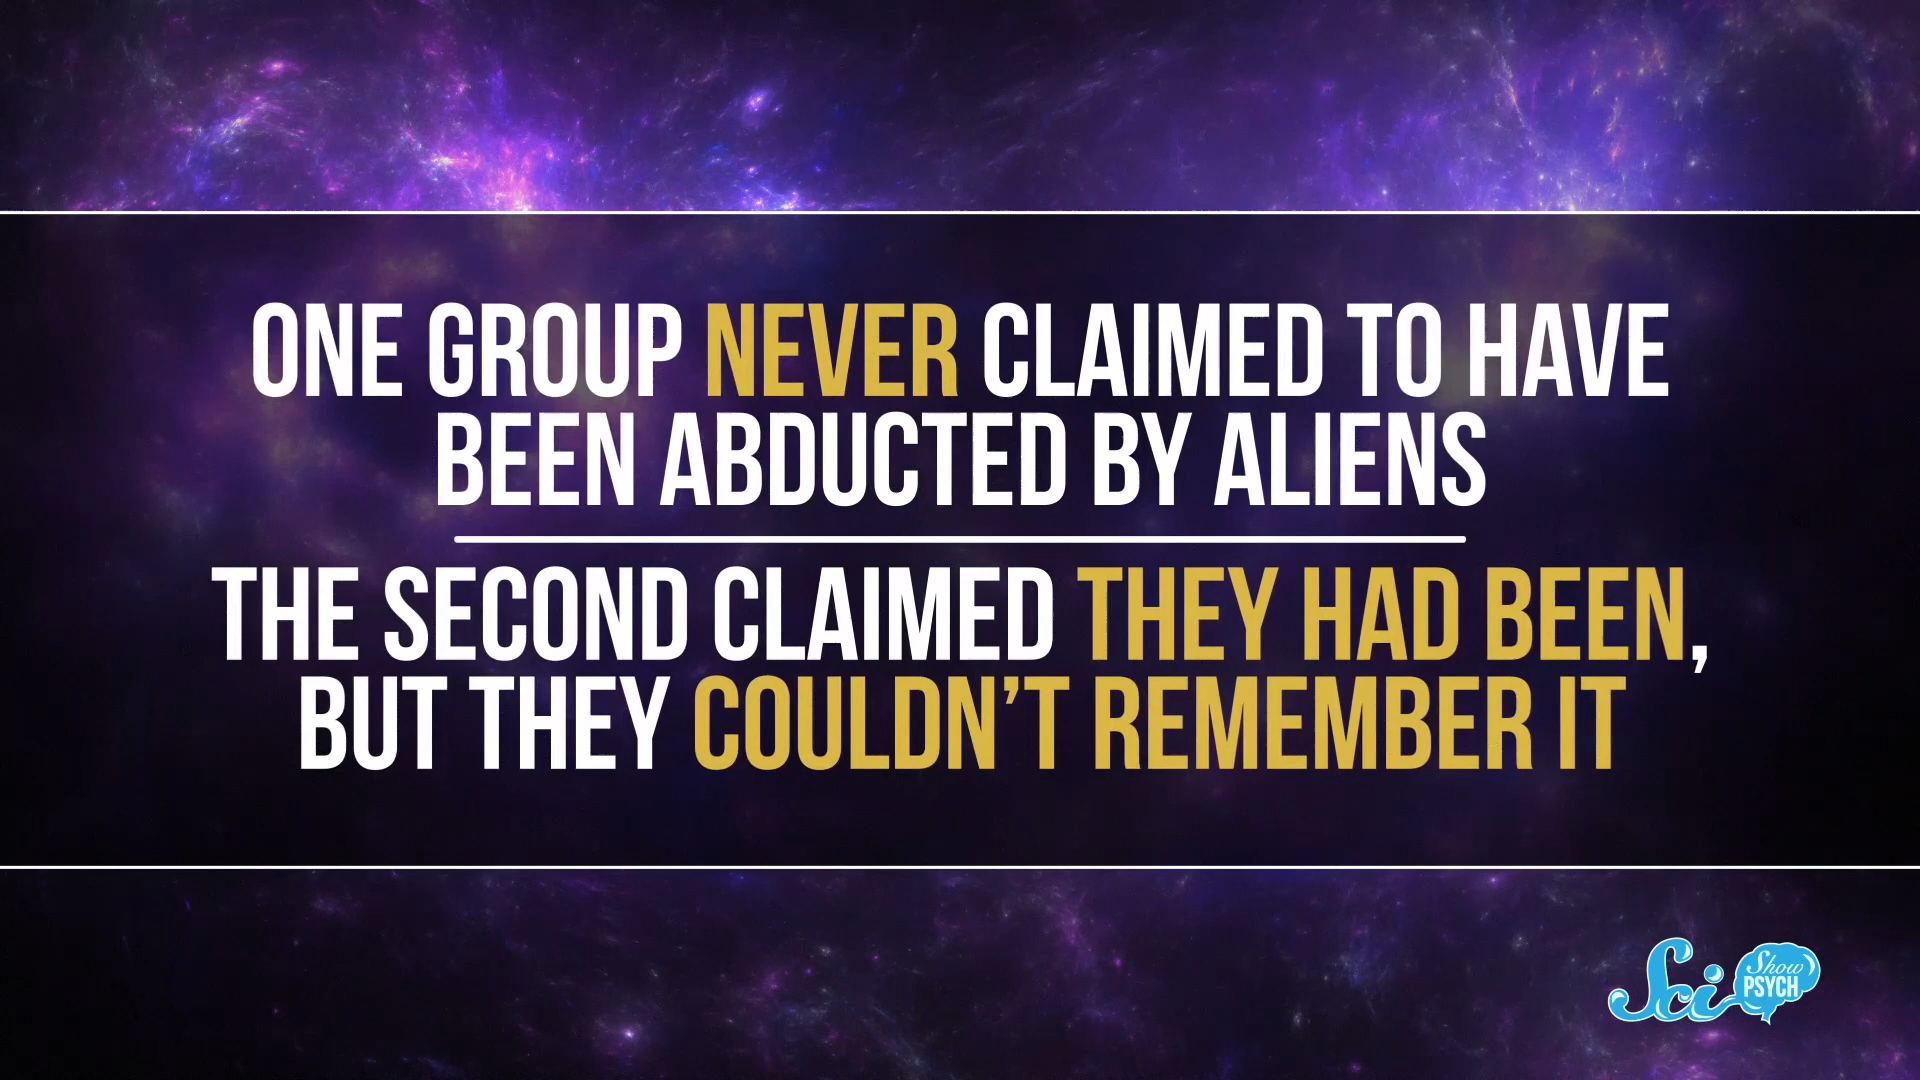 ONE GROUP NEVER CLAIMED TO HAVE
BEEN ABDUCTED BY ALIENS
THE SECOND CLAIMED THEY HAD BEEN,
BUT THEY COULDN'T REMEMBER IT
Sci Show
PSYCH